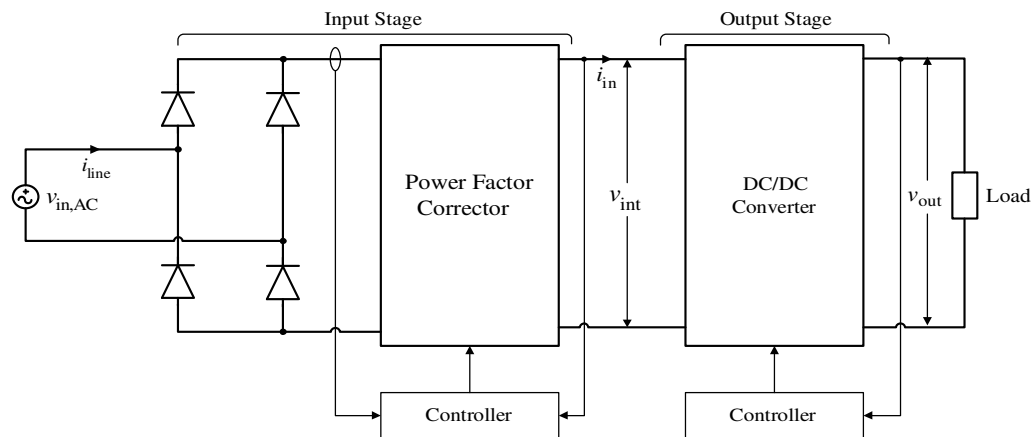 Input Stage
Output Stage
i_in
i_line
v_in,AC
Power Factor
Corrector
v_int
DC/DC
Converter
v_out
Load
Controller
Controller